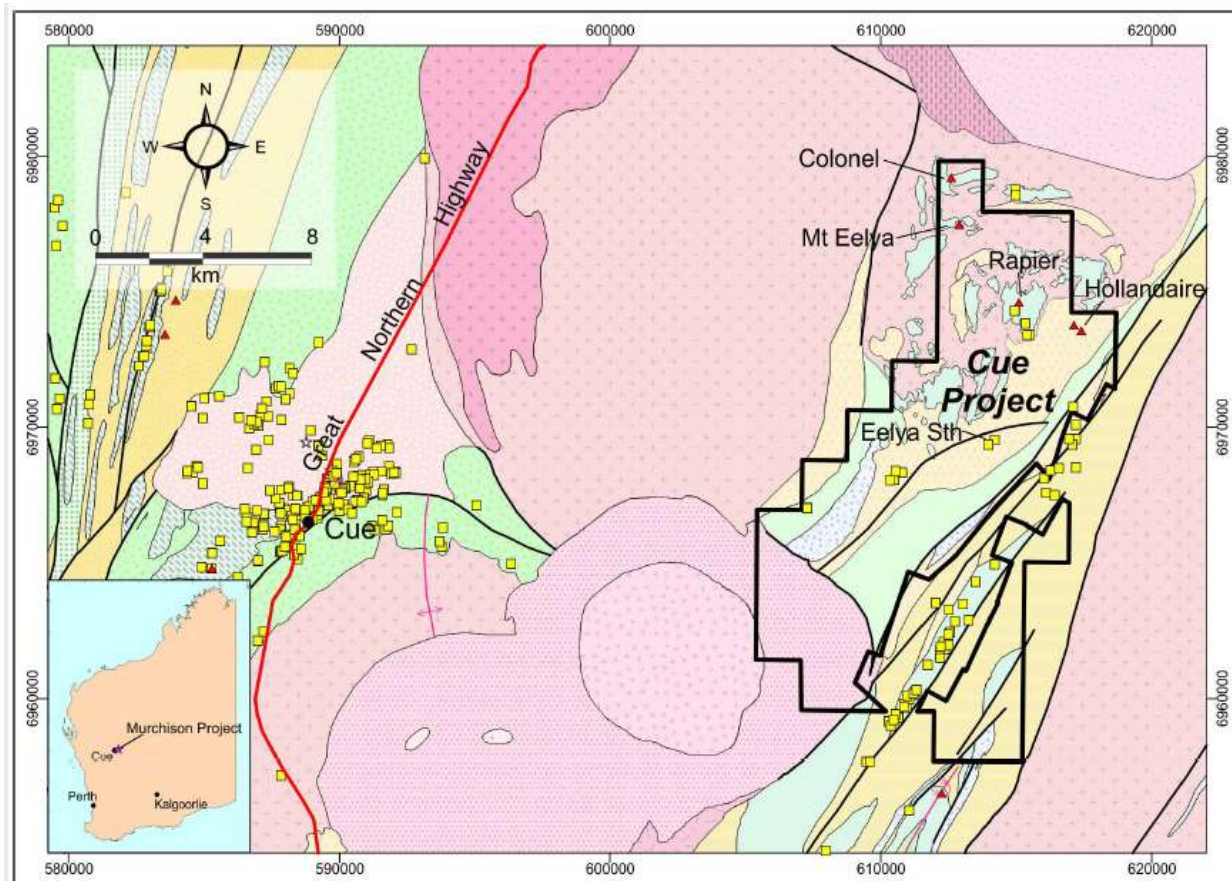 580000
590000
600000
610000
620000
N
W
E
S
0
4
8
km
6980000
6980000
Colonel
Mt Eelya
Rapier
Hollandaire
Highway
Northern
Great
Cue
Project
6970000
6970000
Eelya Sth
Cue
Murchison Project
Cue
Perth
Kalgoorlie
6960000
6960000
580000
590000
600000
610000
620000